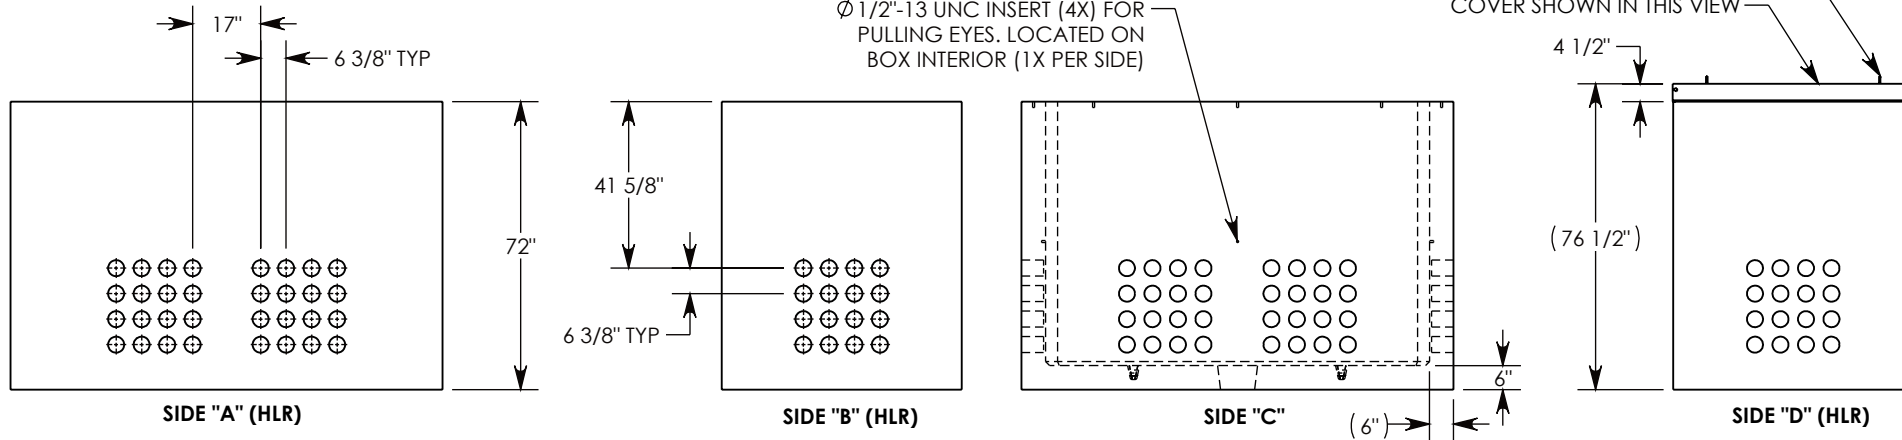 17"
6 3/8" TYP
72"
SIDE "A" (HLR)
41 5/8"
6 3/8" TYP
SIDE "B" (HLR)
Ø 1/2"-13 UNC INSERT (4X) FOR
PULLING EYES. LOCATED ON
BOX INTERIOR (1X PER SIDE)
6"
(6")
SIDE "C"
COVER SHOWN IN THIS VIEW
4 1/2"
(76 1/2")
SIDE "D" (HLR)